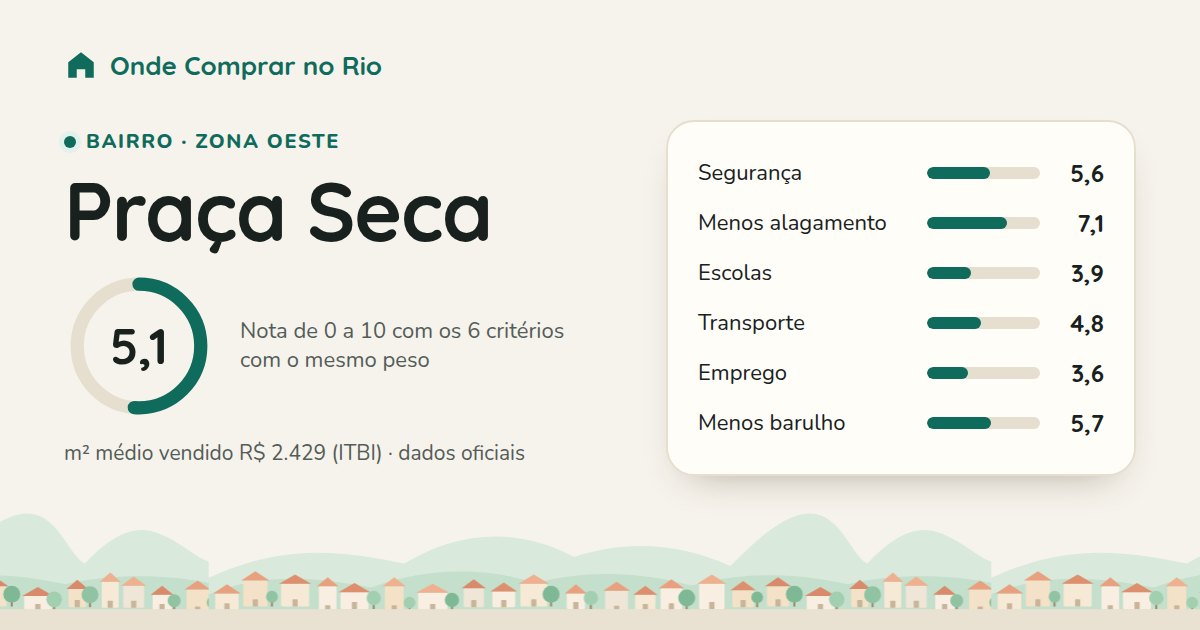 Onde Comprar no Rio
BAIRRO · ZONA OESTE
Praça Seca
5,1
Nota de 0 a 10 com os 6 critérios
com o mesmo peso
m² médio vendido R$ 2.429 (ITBI) · dados oficiais
Segurança 5,6
Menos alagamento 7,1
Escolas 3,9
Transporte 4,8
Emprego 3,6
Menos barulho 5,7